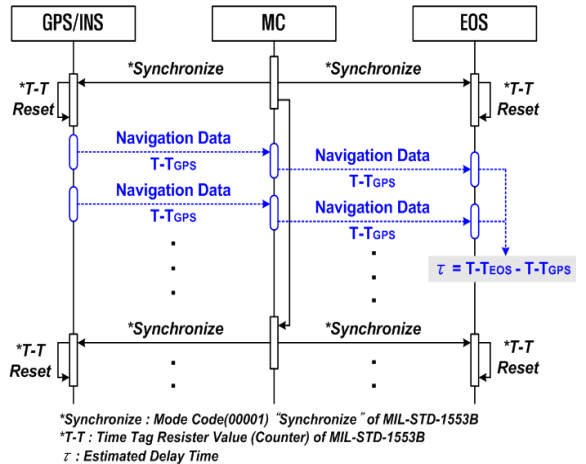 GPS/INS
MC
EOS
*Synchronize
*Synchronize
*T-T
Reset
*T-T
Reset
Navigation Data
T-TGPS
Navigation Data
T-TGPS
Navigation Data
T-TGPS
Navigation Data
T-TGPS
τ = T-TEOS - T-TGPS
*Synchronize
*Synchronize
*T-T
Reset
*T-T
Reset
*Synchronize : Mode Code(00001) "Synchronize" of MIL-STD-1553B
*T-T : Time Tag Resister Value (Counter) of MIL-STD-1553B
τ : Estimated Delay Time